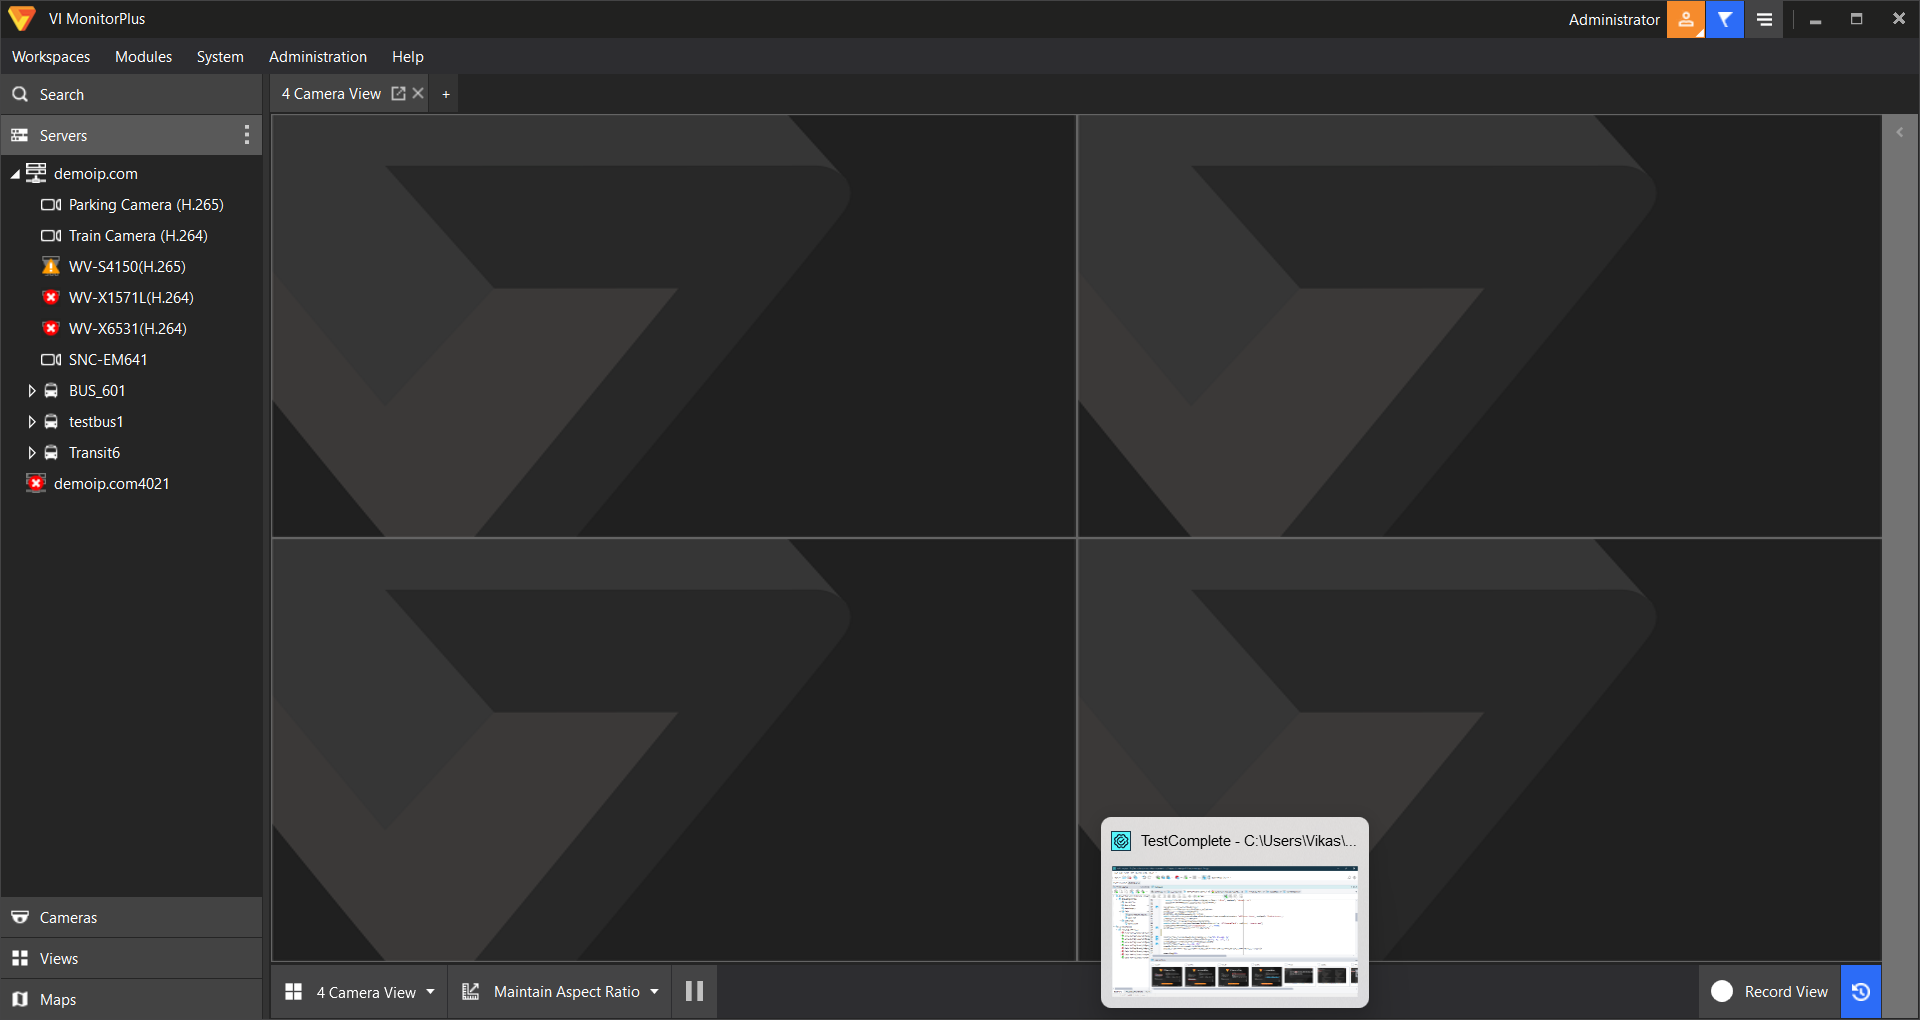 VI MonitorPlus
Administrator
Workspaces Modules System Administration Help
Search
4 Camera View +
Servers
demoip.com
Parking Camera (H.265)
Train Camera (H.264)
WV-S4150(H.265)
WV-X1571L(H.264)
WV-X6531(H.264)
SNC-EM641
BUS_601
testbus1
Transit6
demoip.com4021
TestComplete - C:\Users\Vikas\...
Cameras
Views
Maps
4 Camera View
Maintain Aspect Ratio
Record View